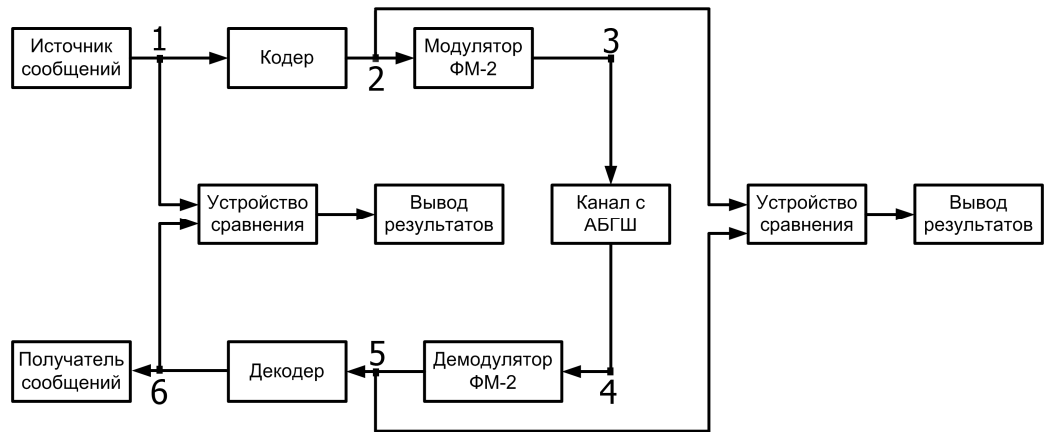 Источник
сообщений
1
Кодер
2
Модулятор
ФМ-2
3
Устройство
сравнения
Вывод
результатов
Канал с
АБГШ
Устройство
сравнения
Вывод
результатов
Получатель
сообщений
6
Декодер
5
Демодулятор
ФМ-2
4